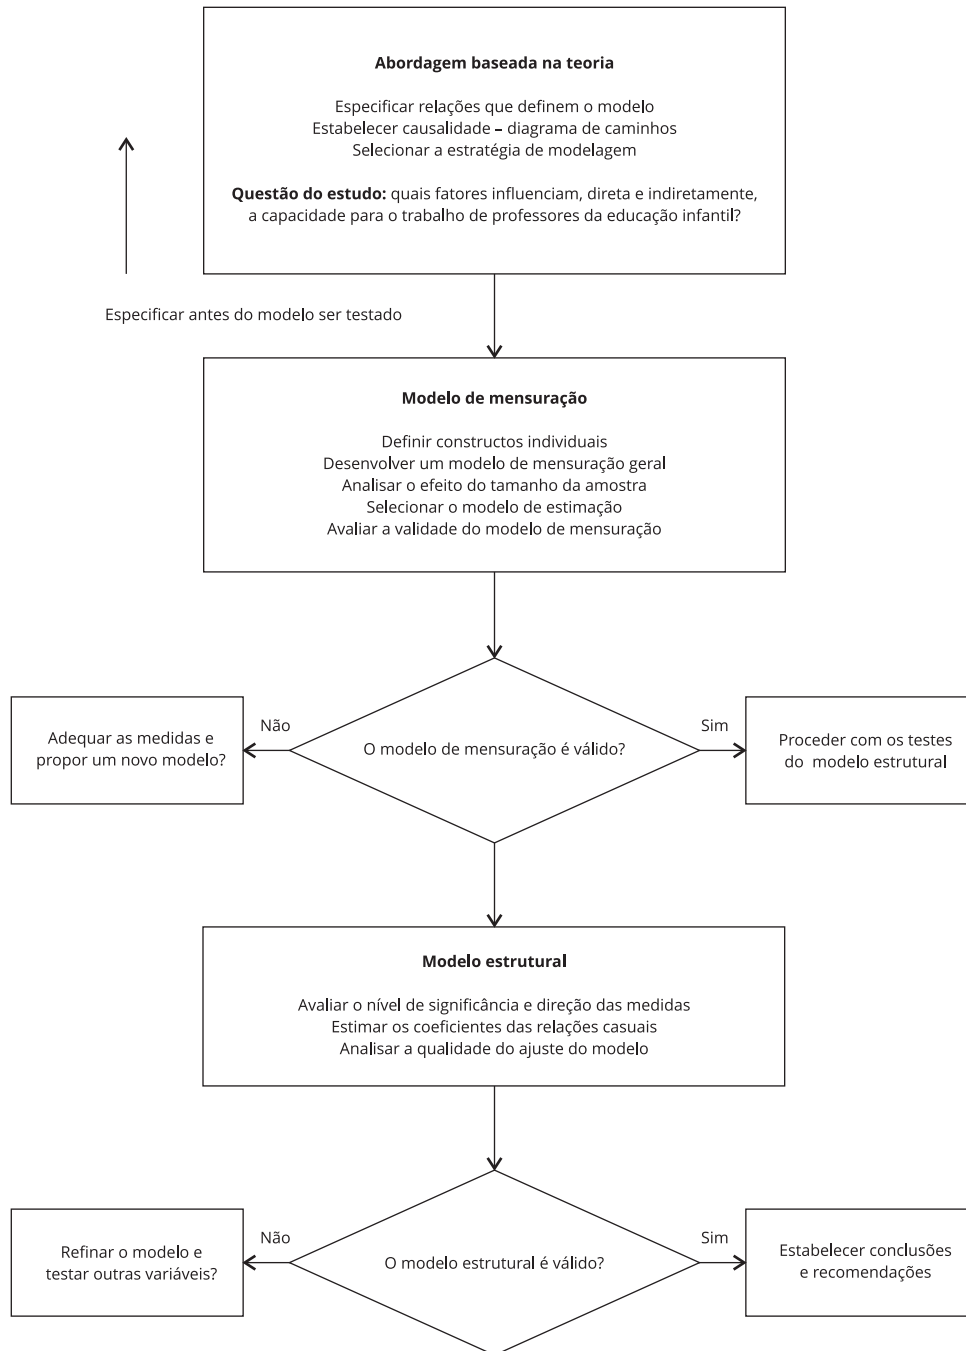 Abordagem baseada na teoria
Especificar relações que definem o modelo
Estabelecer causalidade – diagrama de caminhos
Selecionar a estratégia de modelagem
Questão do estudo: quais fatores influenciam, direta e indiretamente,
a capacidade para o trabalho de professores da educação infantil?
Especificar antes do modelo ser testado
Modelo de mensuração
Definir constructos individuais
Desenvolver um modelo de mensuração geral
Analisar o efeito do tamanho da amostra
Selecionar o modelo de estimação
Avaliar a validade do modelo de mensuração
Não
Sim
Adequar as medidas e
propor um novo modelo?
O modelo de mensuração é válido?
Proceder com os testes
do modelo estrutural
Modelo estrutural
Avaliar o nível de significância e direção das medidas
Estimar os coeficientes das relações casuais
Analisar a qualidade do ajuste do modelo
Não
Sim
Refinar o modelo e
testar outras variáveis?
O modelo estrutural é válido?
Estabelecer conclusões
e recomendações